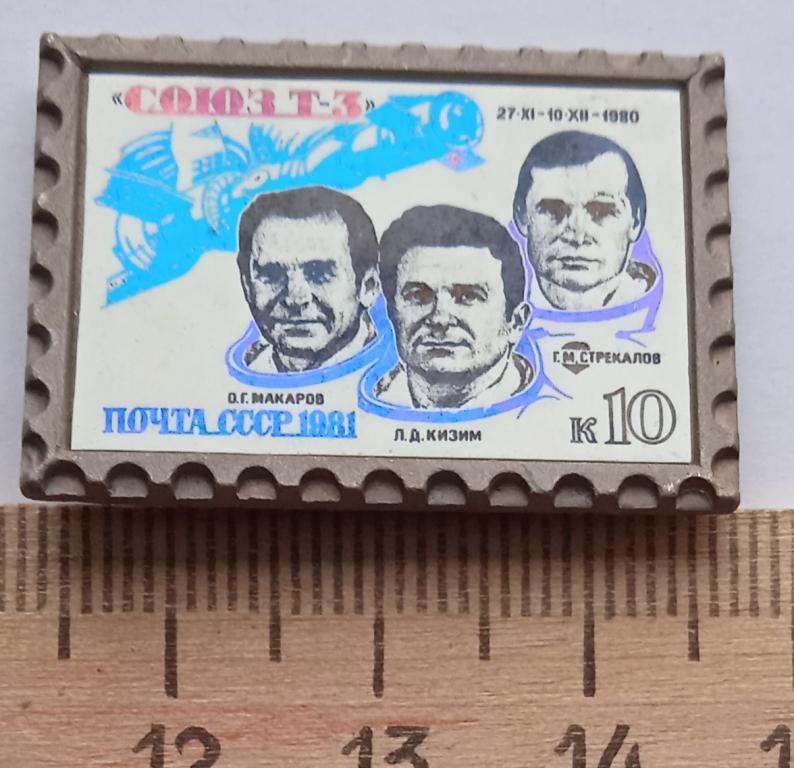 «СОЮЗ Т-3»
27·XI-10·XII-1980
Г.М.СТРЕКАЛОВ
О.Г.МАКАРОВ
ПОЧТА СССР 1981
Л.Д.КИЗИМ
К 10
12 13 14